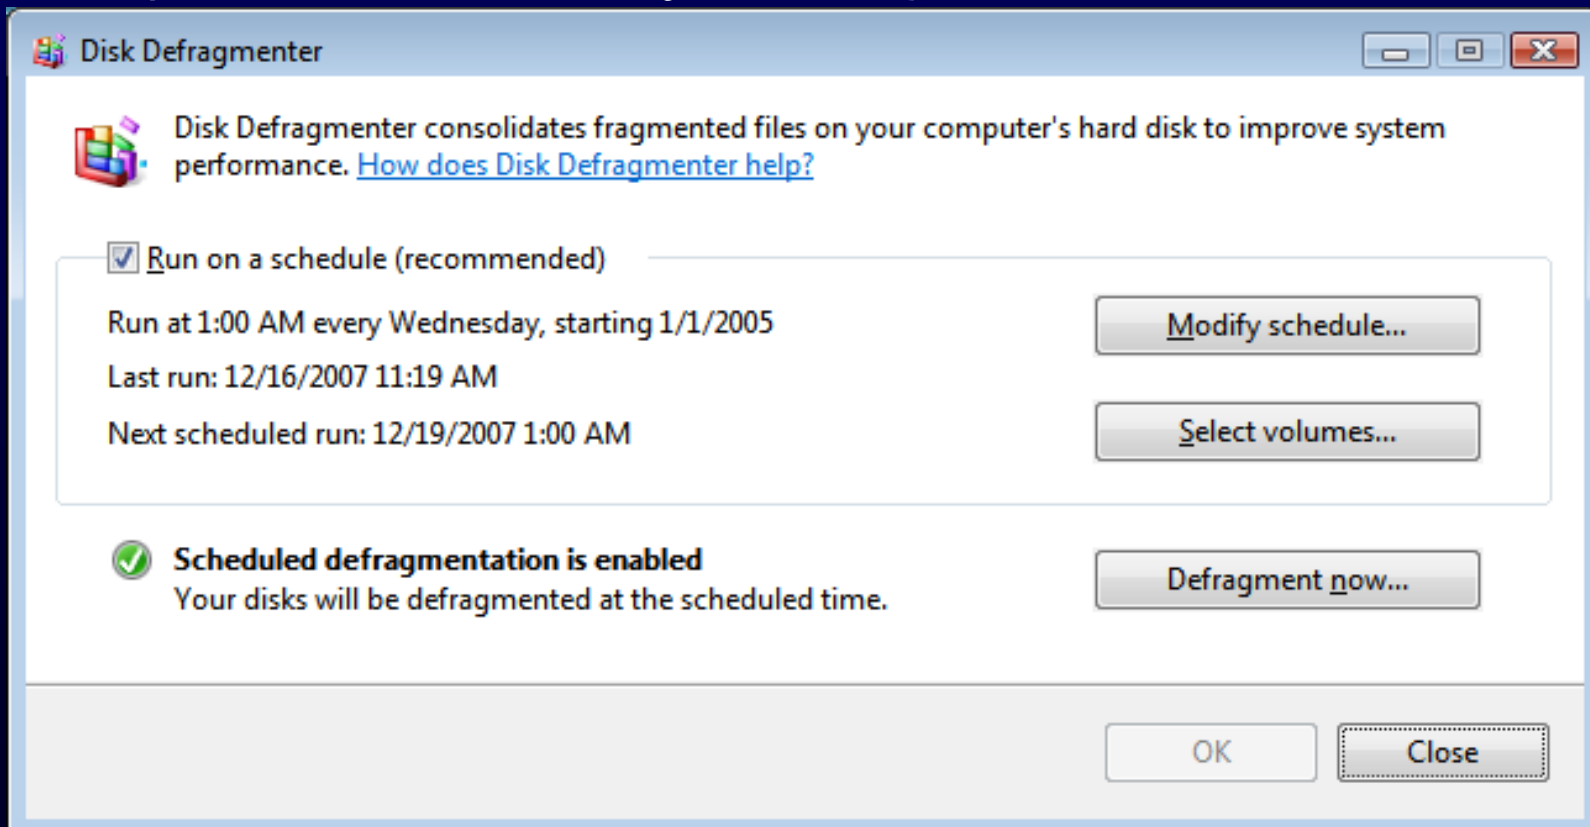 Disk Defragmenter
Disk Defragmenter consolidates fragmented files on your computer's hard disk to improve system
performance. How does Disk Defragmenter help?
Run on a schedule (recommended)
Run at 1:00 AM every Wednesday, starting 1/1/2005
Modify schedule...
Last run: 12/16/2007 11:19 AM
Next scheduled run: 12/19/2007 1:00 AM
Select volumes...
Scheduled defragmentation is enabled
Your disks will be defragmented at the scheduled time.
Defragment now...
OK
Close